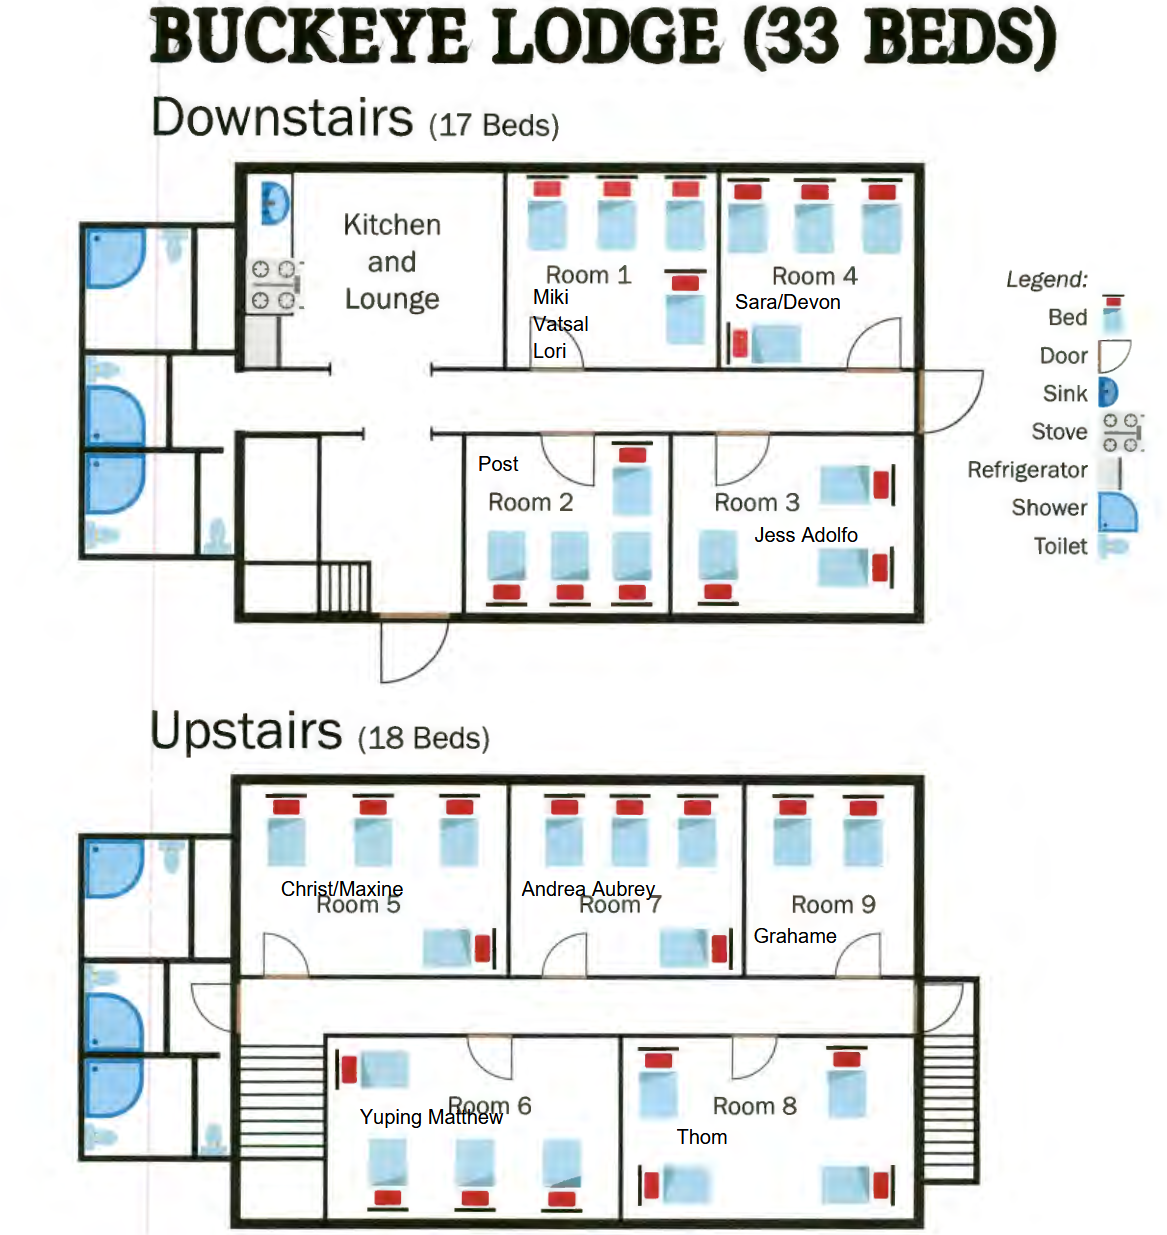 BUCKEYE LODGE (33 BEDS)
Downstairs (17 Beds)
Kitchen
and
Lounge
Room 1
Miki
Vatsal
Lori
Room 4
Sara/Devon
Legend:
Bed
Door
Sink
Stove
Refrigerator
Shower
Toilet
Post
Room 2
Room 3
Jess Adolfo
Upstairs (18 Beds)
Christ/Maxine
Room 5
Andrea Aubrey
Room 7
Room 9
Grahame
Room 6
Yuping Matthew
Room 8
Thom